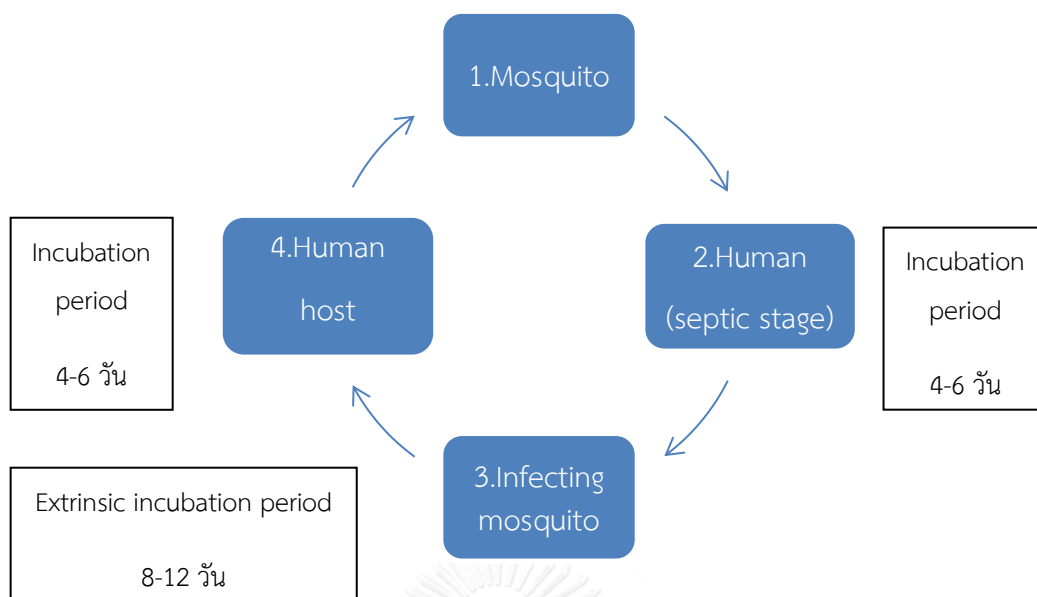 1.Mosquito
2.Human
(septic stage)
Incubation
period
4-6 วัน
3.Infecting
mosquito
Extrinsic incubation period
8-12 วัน
4.Human
host
Incubation
period
4-6 วัน